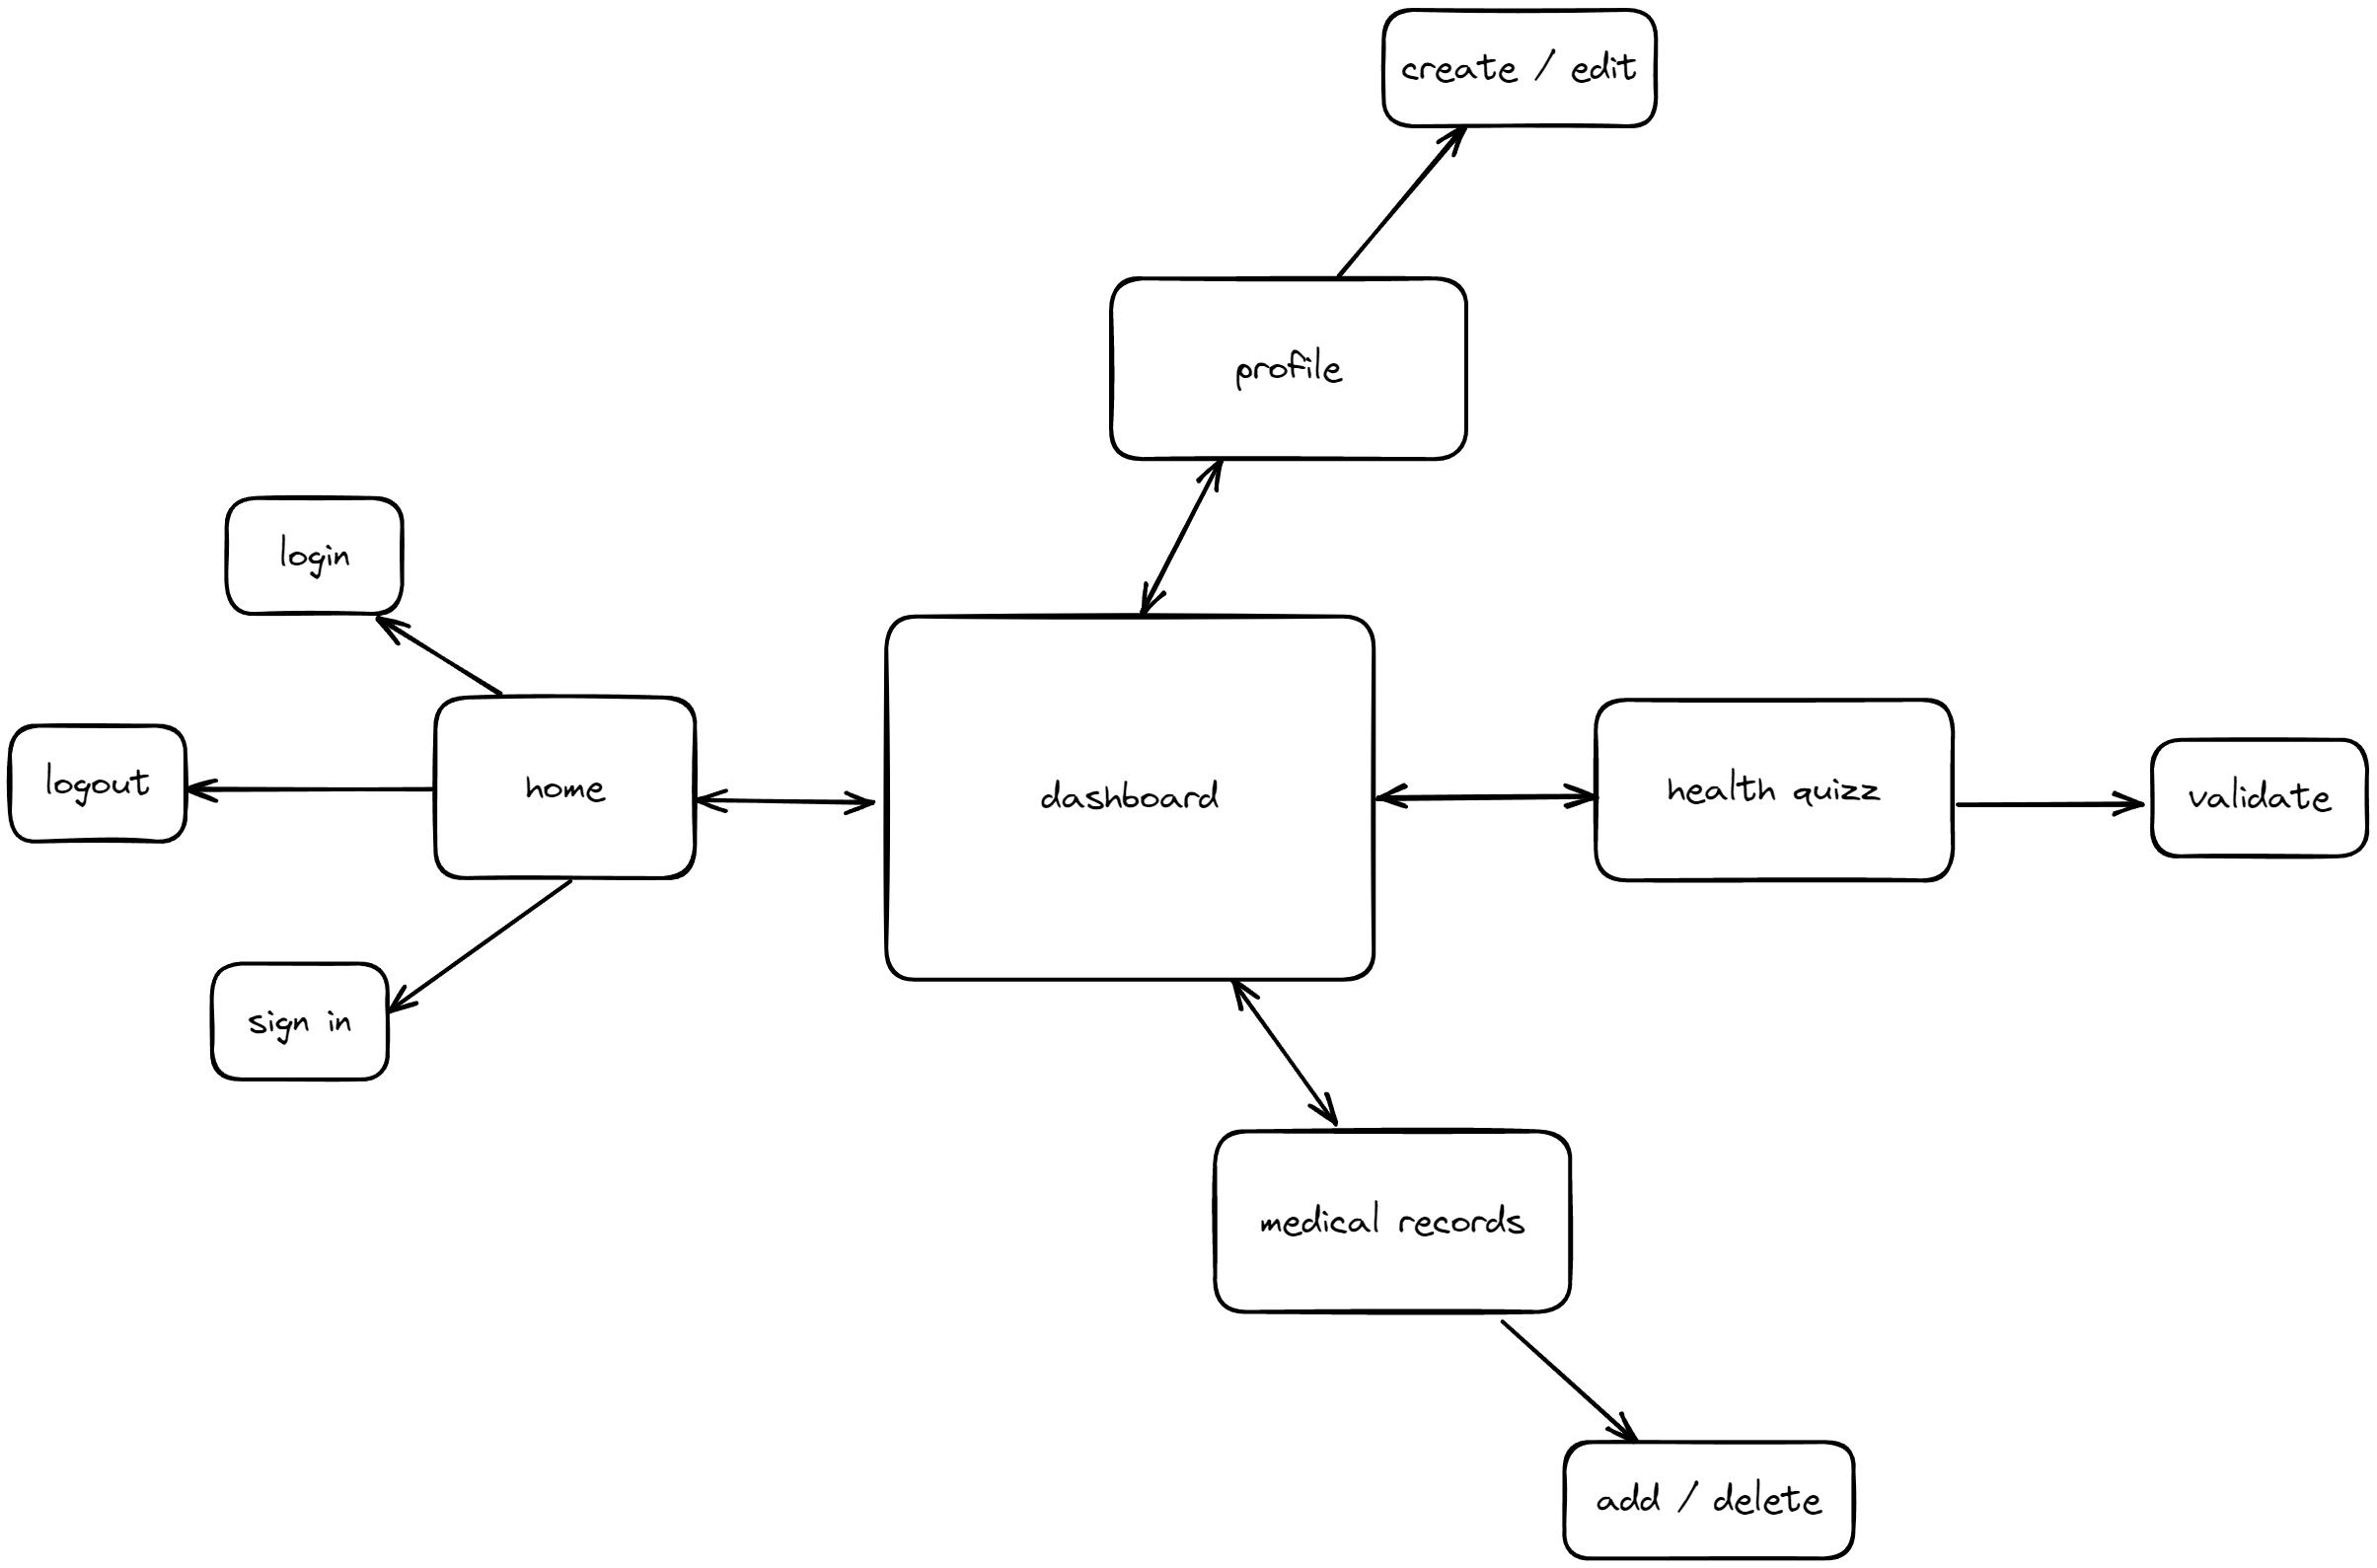 create / edit
profile
login
logout
home
dashboard
health quizz
validate
sign in
medical records
add / delete